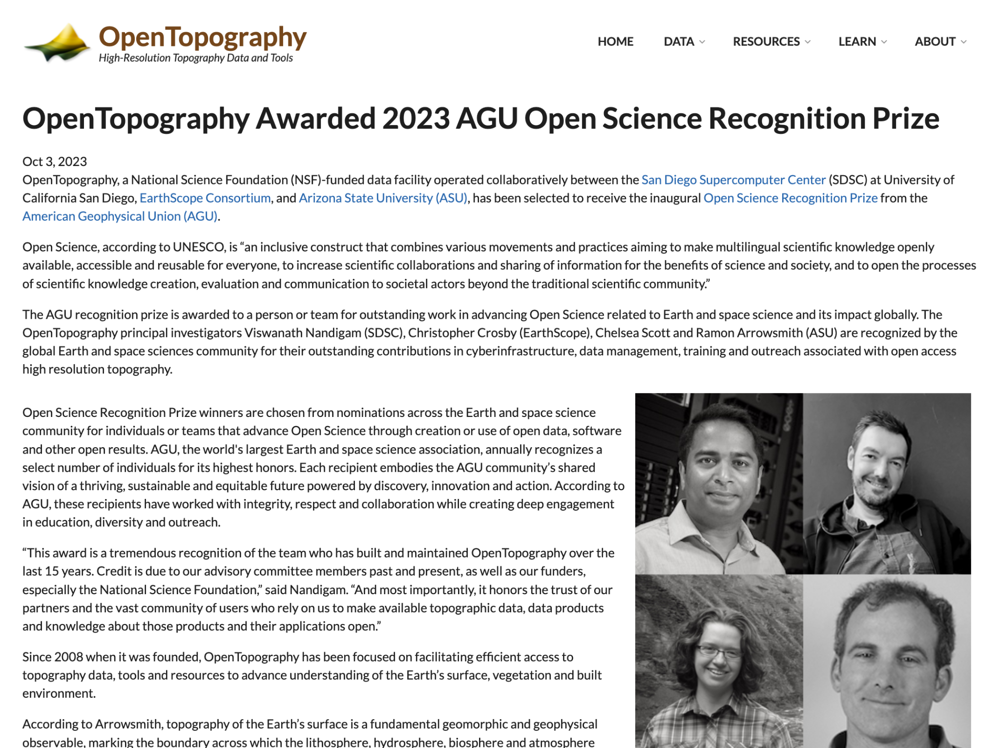 OpenTopography
High-Resolution Topography Data and Tools
HOME
DATA
RESOURCES
LEARN
ABOUT
OpenTopography Awarded 2023 AGU Open Science Recognition Prize
Oct 3, 2023
OpenTopography, a National Science Foundation (NSF)-funded data facility operated collaboratively between the San Diego Supercomputer Center (SDSC) at University of
California San Diego, EarthScope Consortium, and Arizona State University (ASU), has been selected to receive the inaugural Open Science Recognition Prize from the
American Geophysical Union (AGU).
Open Science, according to UNESCO, is “an inclusive construct that combines various movements and practices aiming to make multilingual scientific knowledge openly
available, accessible and reusable for everyone, to increase scientific collaborations and sharing of information for the benefits of science and society, and to open the processes
of scientific knowledge creation, evaluation and communication to societal actors beyond the traditional scientific community.”
The AGU recognition prize is awarded to a person or team for outstanding work in advancing Open Science related to Earth and space science and its impact globally. The
OpenTopography principal investigators Viswanath Nandigam (SDSC), Christopher Crosby (EarthScope), Chelsea Scott and Ramon Arrowsmith (ASU) are recognized by the
global Earth and space sciences community for their outstanding contributions in cyberinfrastructure, data management, training and outreach associated with open access
high resolution topography.
Open Science Recognition Prize winners are chosen from nominations across the Earth and space science
community for individuals or teams that advance Open Science through creation or use of open data, software
and other open results. AGU, the world's largest Earth and space science association, annually recognizes a
select number of individuals for its highest honors. Each recipient embodies the AGU community’s shared
vision of a thriving, sustainable and equitable future powered by discovery, innovation and action. According to
AGU, these recipients have worked with integrity, respect and collaboration while creating deep engagement
in education, diversity and outreach.
“This award is a tremendous recognition of the team who has built and maintained OpenTopography over the
last 15 years. Credit is due to our advisory committee members past and present, as well as our funders,
especially the National Science Foundation,” said Nandigam. “And most importantly, it honors the trust of our
partners and the vast community of users who rely on us to make available topographic data, data products
and knowledge about those products and their applications open.”
Since 2008 when it was founded, OpenTopography has been focused on facilitating efficient access to
topography data, tools and resources to advance understanding of the Earth’s surface, vegetation and built
environment.
According to Arrowsmith, topography of the Earth’s surface is a fundamental geomorphic and geophysical
observable, marking the boundary across which the lithosphere, hydrosphere, biosphere and atmosphere